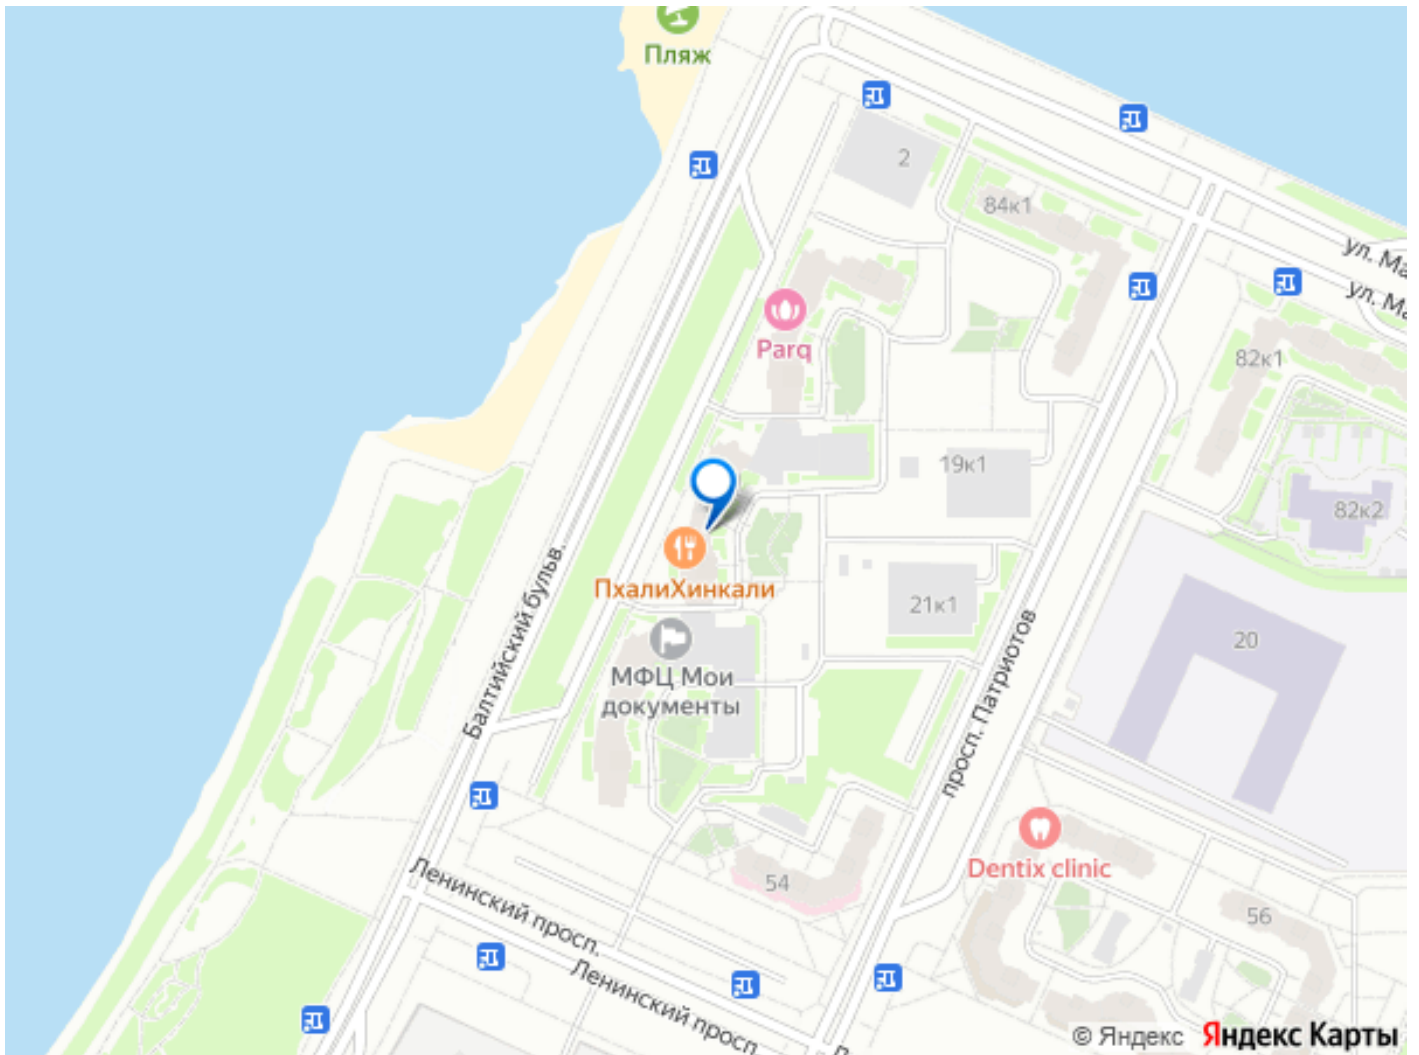 Пляж
2
84к1
ул. Ма
ул. Ма
Parq
82к1
19к1
82к2
ПхалиХинкали
21к1
Балтийский бульв.
МФЦ Мои
документы
просп. Патриотов
20
Dentix clinic
54
56
Ленинский просп.
Ленинский просп.
© Яндекс Яндекс Карты